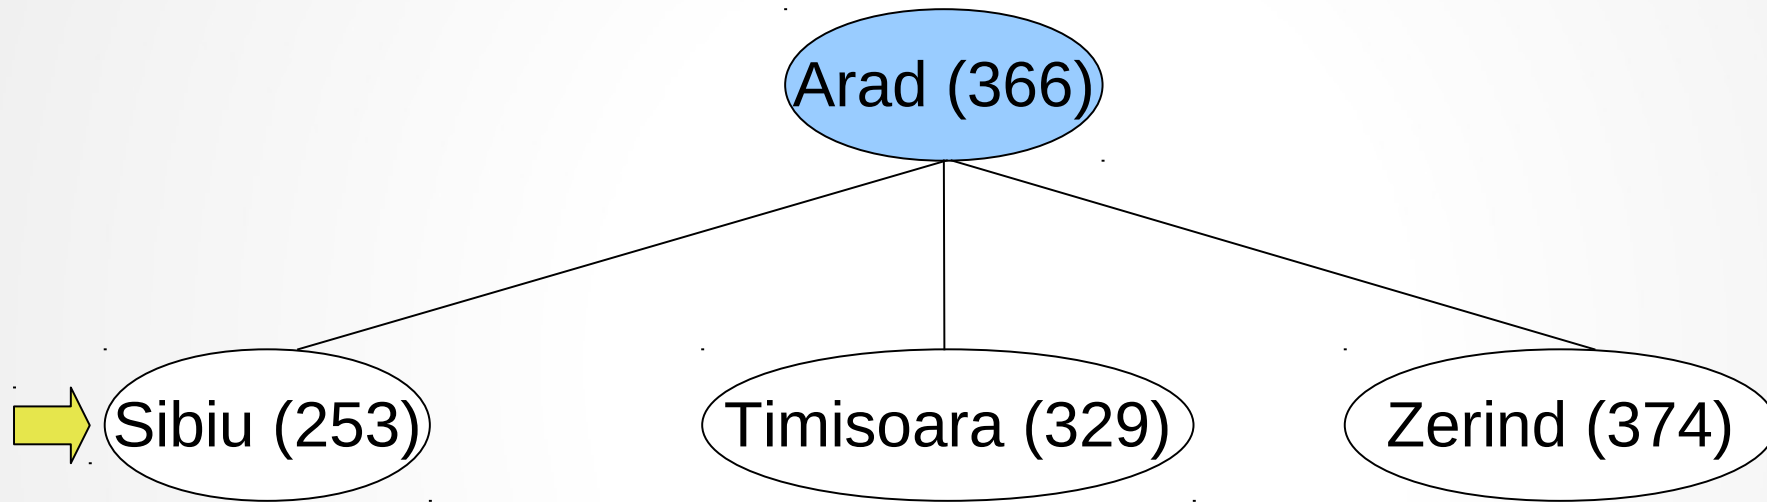 Arad (366)
Sibiu (253)
Timisoara (329)
Zerind (374)